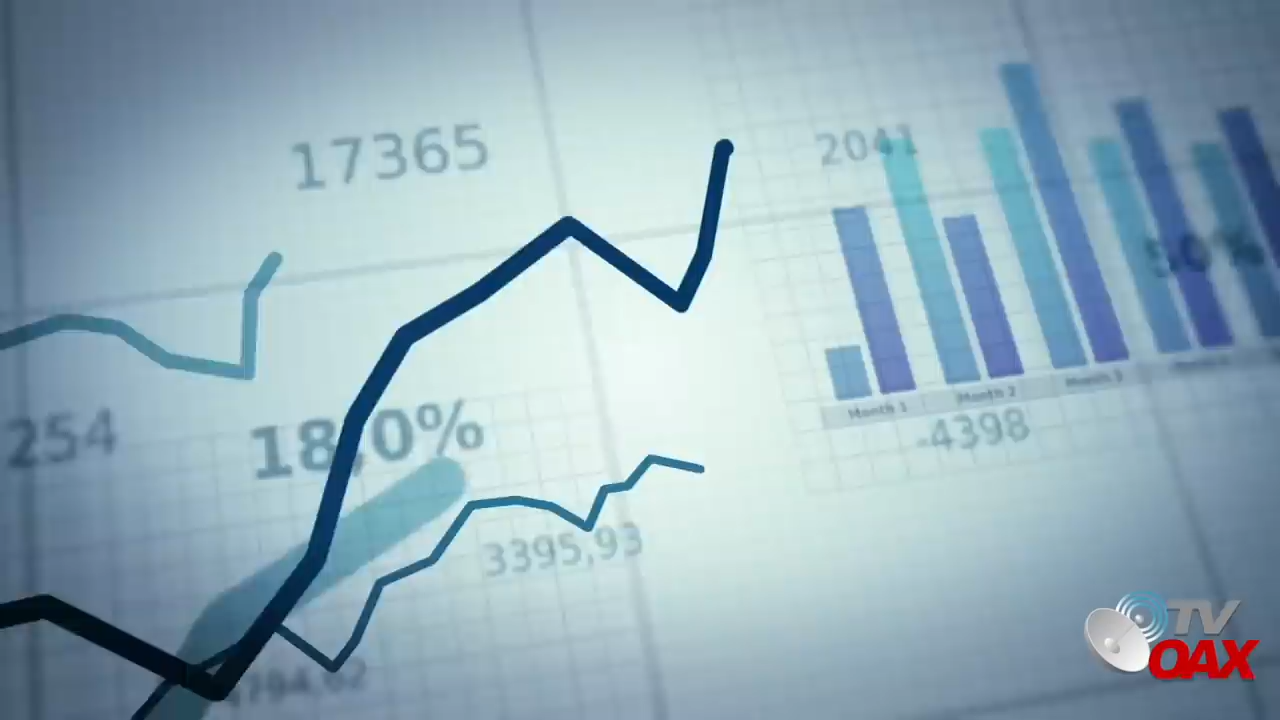 17365
2041
254
18,0%
Month 1
Month 2
Month 3
-4398
3395,93
TV
OAX